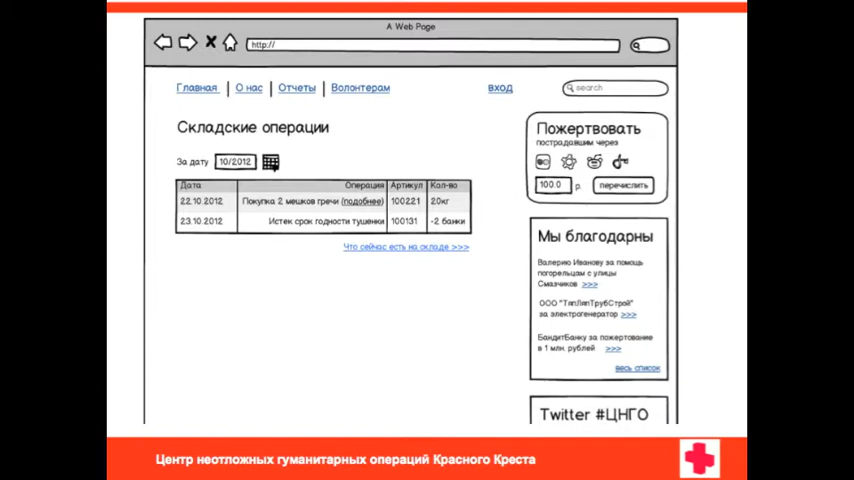 A Web Page
http://
Главная | О нас | Отчеты | Волонтерам
вход
search
Складские операции
За дату 10/2012
Дата Операция Артикул Кол-во
22.10.2012 Покупка 2 мешков гречи (подобнее) 100221 20кг
23.10.2012 Истек срок годности тушенки 100131 -2 банки
Что сейчас есть на складе >>>
Пожертвовать
пострадавшим через
100.0 р. перечислить
Мы благодарны
Валерию Иванову за помощь
погорельцам с улицы
Смазчиков >>>
ООО "ТяпЛяпТрубСтрой"
за электрогенератор >>>
БандитБанку за пожертование
в 1 млн. рублей >>>
весь список
Twitter #ЦНГО
Центр неотложных гуманитарных операций Красного Креста